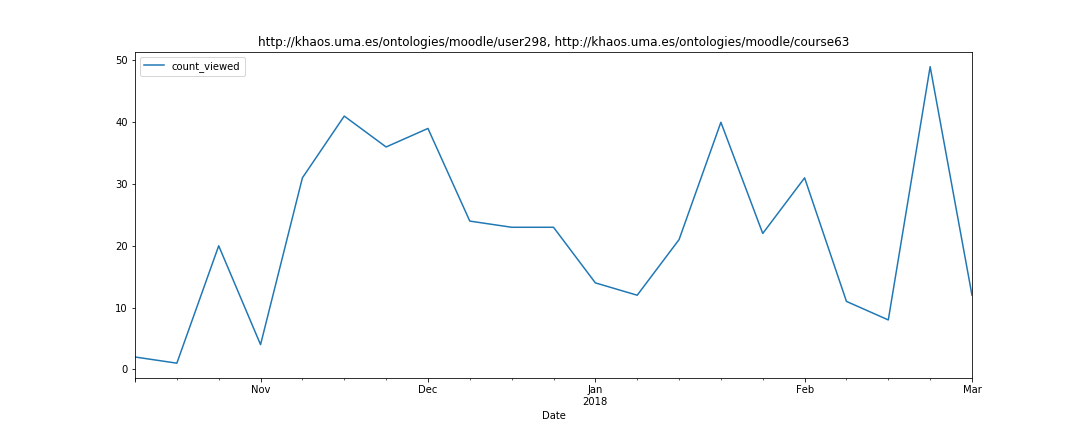 http://khaos.uma.es/ontologies/moodle/user298, http://khaos.uma.es/ontologies/moodle/course63
count_viewed
50
40
30
20
10
0
Nov
Dec
Jan
2018
Feb
Mar
Date